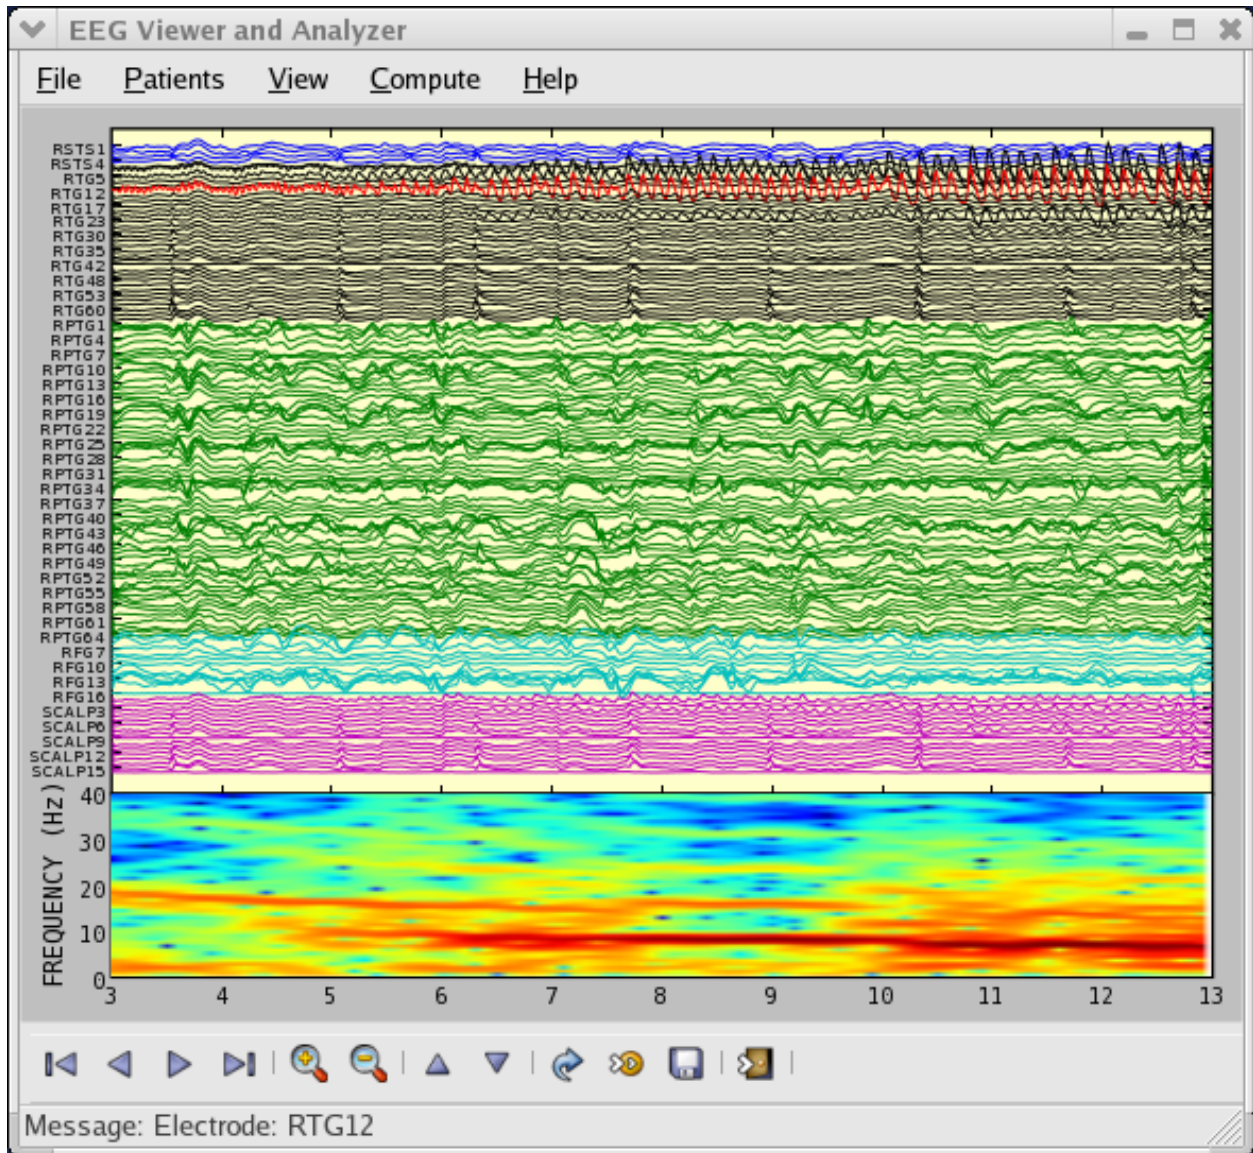 EEG Viewer and Analyzer
File Patients View Compute Help
RSTS1
RSTS4
RTG5
RTG12
RTG17
RTG23
RTG30
RTG35
RTG42
RTG48
RTG53
RTG60
RPTG1
RPTG4
RPTG7
RPTG10
RPTG13
RPTG16
RPTG19
RPTG22
RPTG25
RPTG28
RPTG31
RPTG34
RPTG37
RPTG40
RPTG43
RPTG46
RPTG49
RPTG52
RPTG55
RPTG58
RPTG61
RPTG64
RFG7
RFG10
RFG13
RFG16
SCALP3
SCALP6
SCALP9
SCALP12
SCALP15
FREQUENCY (Hz)
40
30
20
10
0
3 4 5 6 7 8 9 10 11 12 13
Message: Electrode: RTG12